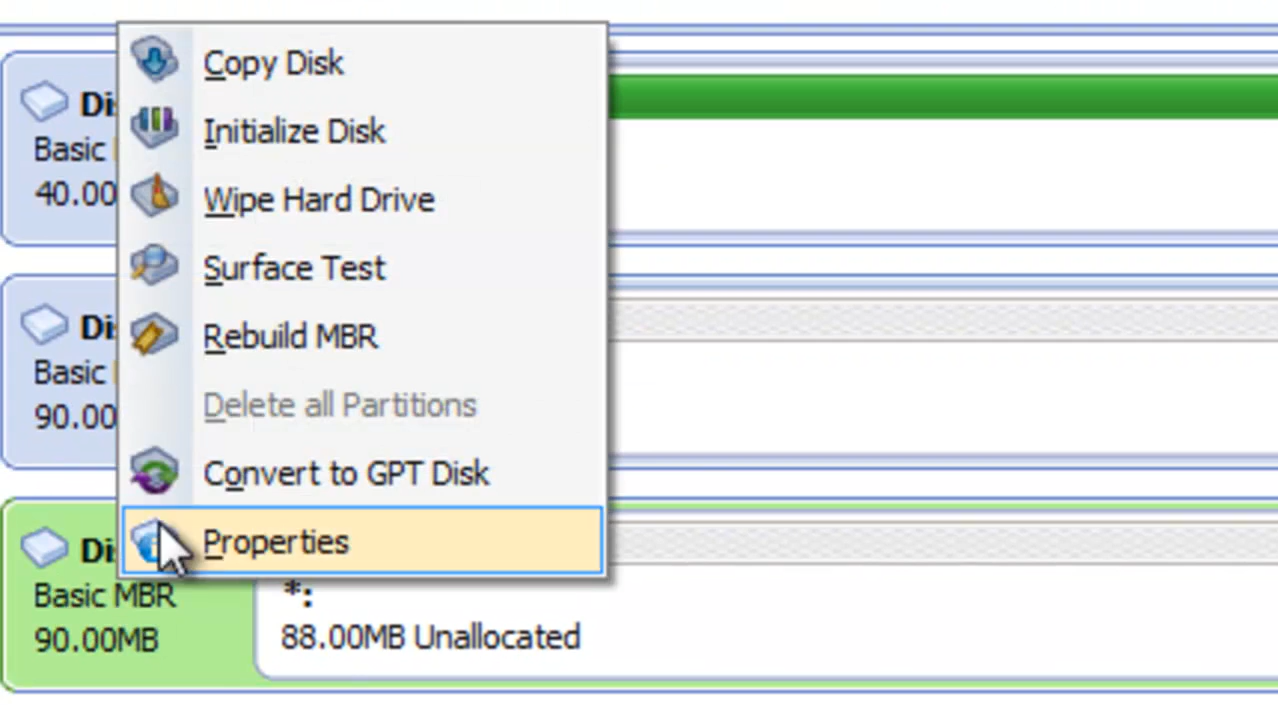 Copy Disk
Initialize Disk
Wipe Hard Drive
Surface Test
Rebuild MBR
Delete all Partitions
Convert to GPT Disk
Properties
Basic
40.00
Basic
90.00
Basic MBR
90.00MB
*:
88.00MB Unallocated